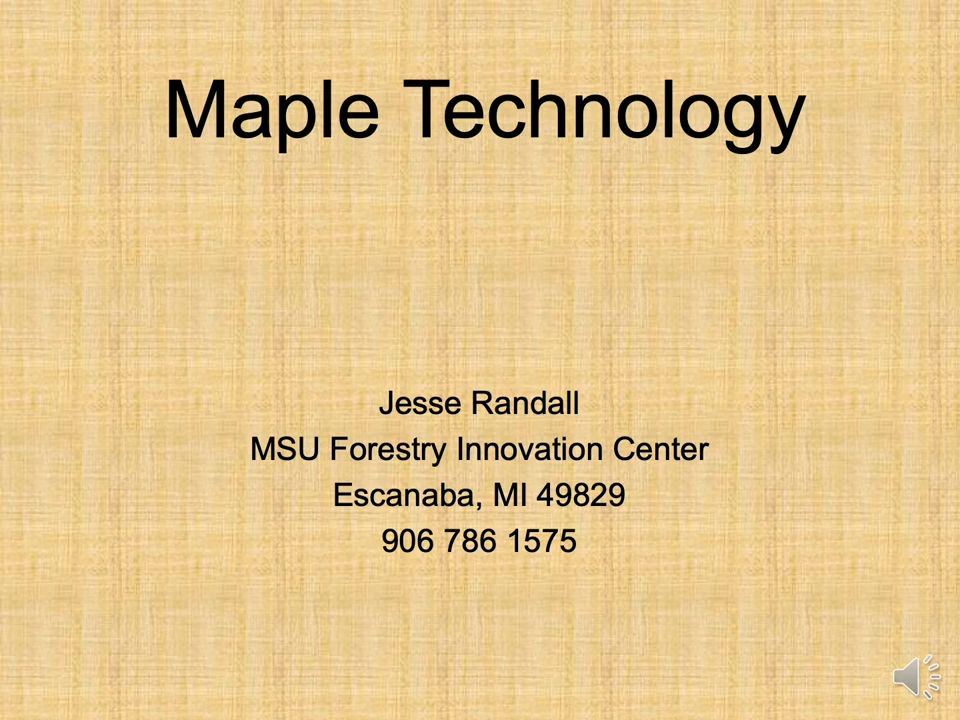 Maple Technology
Jesse Randall
MSU Forestry Innovation Center
Escanaba, MI 49829
906 786 1575